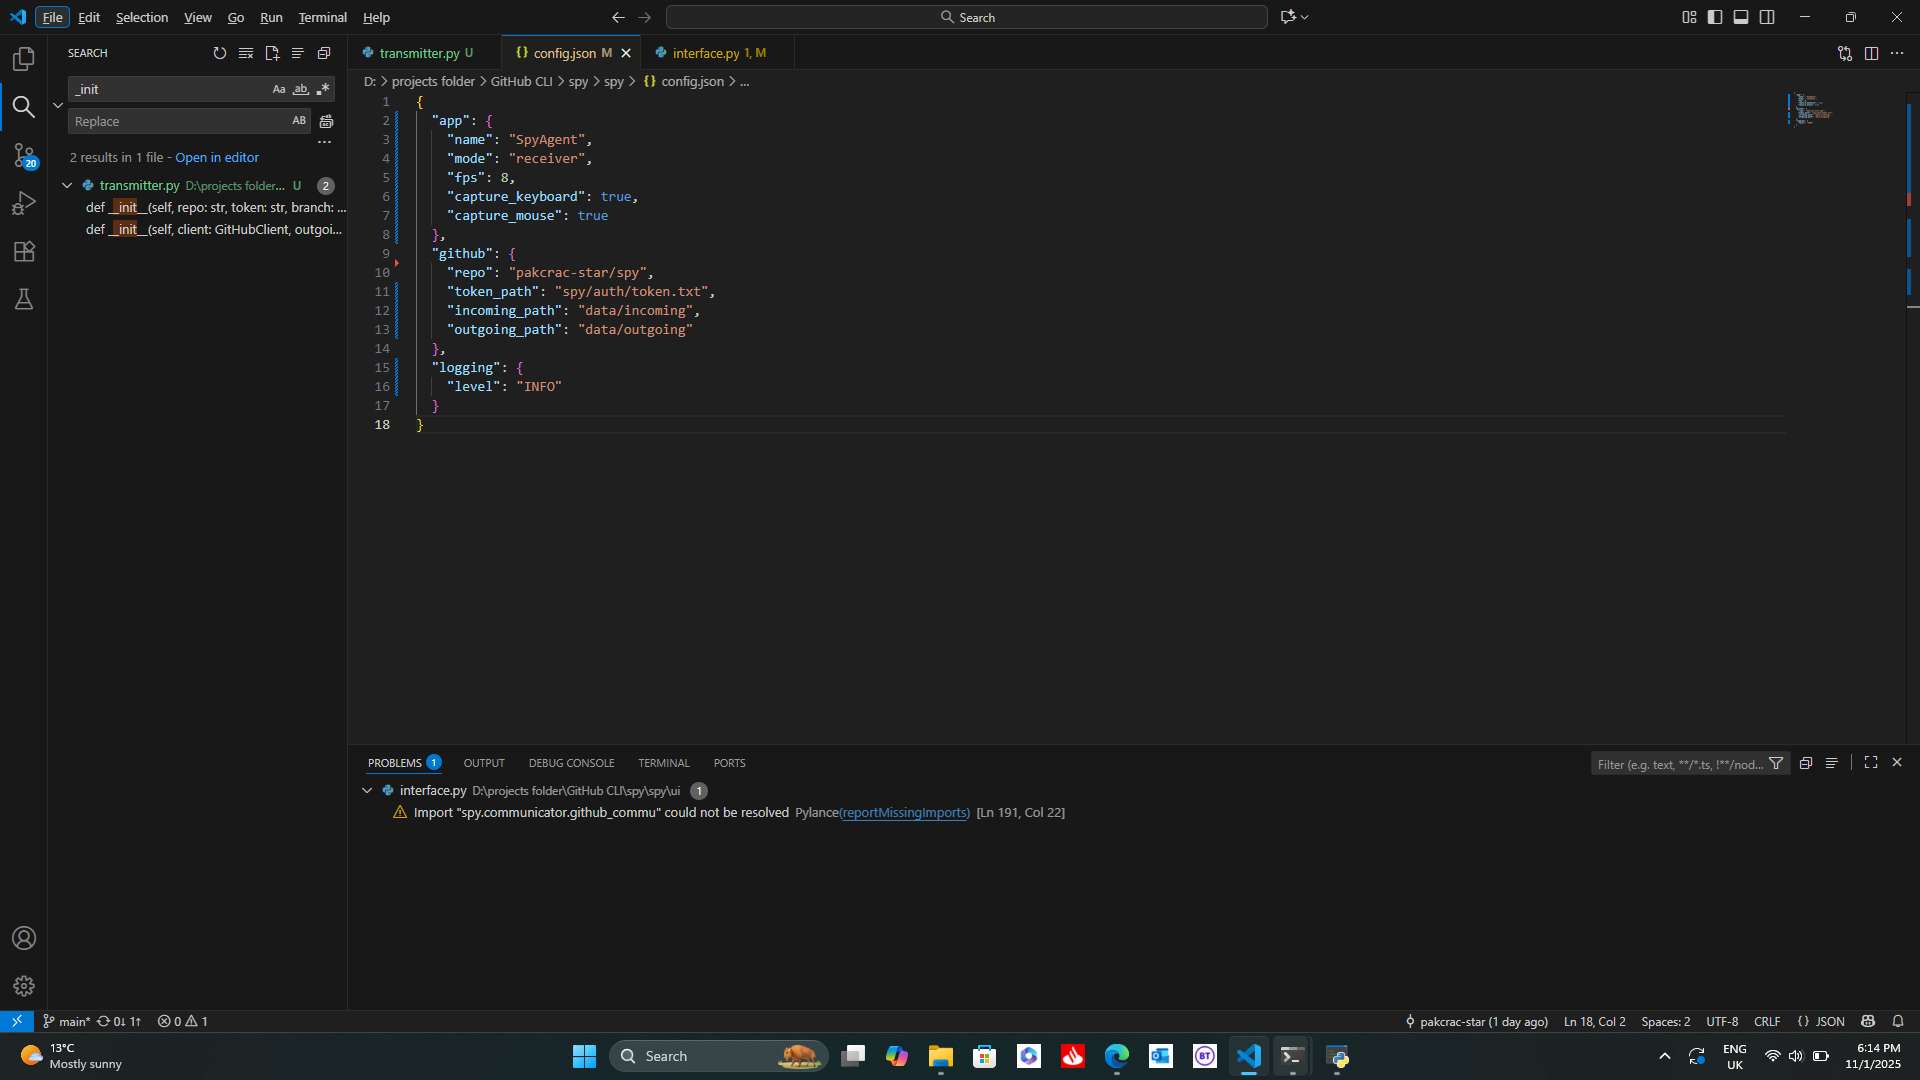 File Edit Selection View Go Run Terminal Help
Search
SEARCH
_init
Aa ab .*
Replace
AB
2 results in 1 file - Open in editor
transmitter.py D:\projects folder... U 2
def __init__(self, repo: str, token: str, branch: ...
def __init__(self, client: GitHubClient, outgoi...
20
transmitter.py U
{} config.json M
interface.py 1, M
D: > projects folder > GitHub CLI > spy > spy > {} config.json > ...
1 {
2 "app": {
3 "name": "SpyAgent",
4 "mode": "receiver",
5 "fps": 8,
6 "capture_keyboard": true,
7 "capture_mouse": true
8 },
9 "github": {
10 "repo": "pakcrac-star/spy",
11 "token_path": "spy/auth/token.txt",
12 "incoming_path": "data/incoming",
13 "outgoing_path": "data/outgoing"
14 },
15 "logging": {
16 "level": "INFO"
17 }
18 }
PROBLEMS 1 OUTPUT DEBUG CONSOLE TERMINAL PORTS
Filter (e.g. text, **/*.ts, !**/nod...
interface.py D:\projects folder\GitHub CLI\spy\spy\ui 1
Import "spy.communicator.github_commu" could not be resolved Pylance(reportMissingImports) [Ln 191, Col 22]
main* 0↓ 1↑ 0 1
pakcrac-star (1 day ago) Ln 18, Col 2 Spaces: 2 UTF-8 CRLF {} JSON
13°C
Mostly sunny
Search
BT
ENG
UK
6:14 PM
11/1/2025